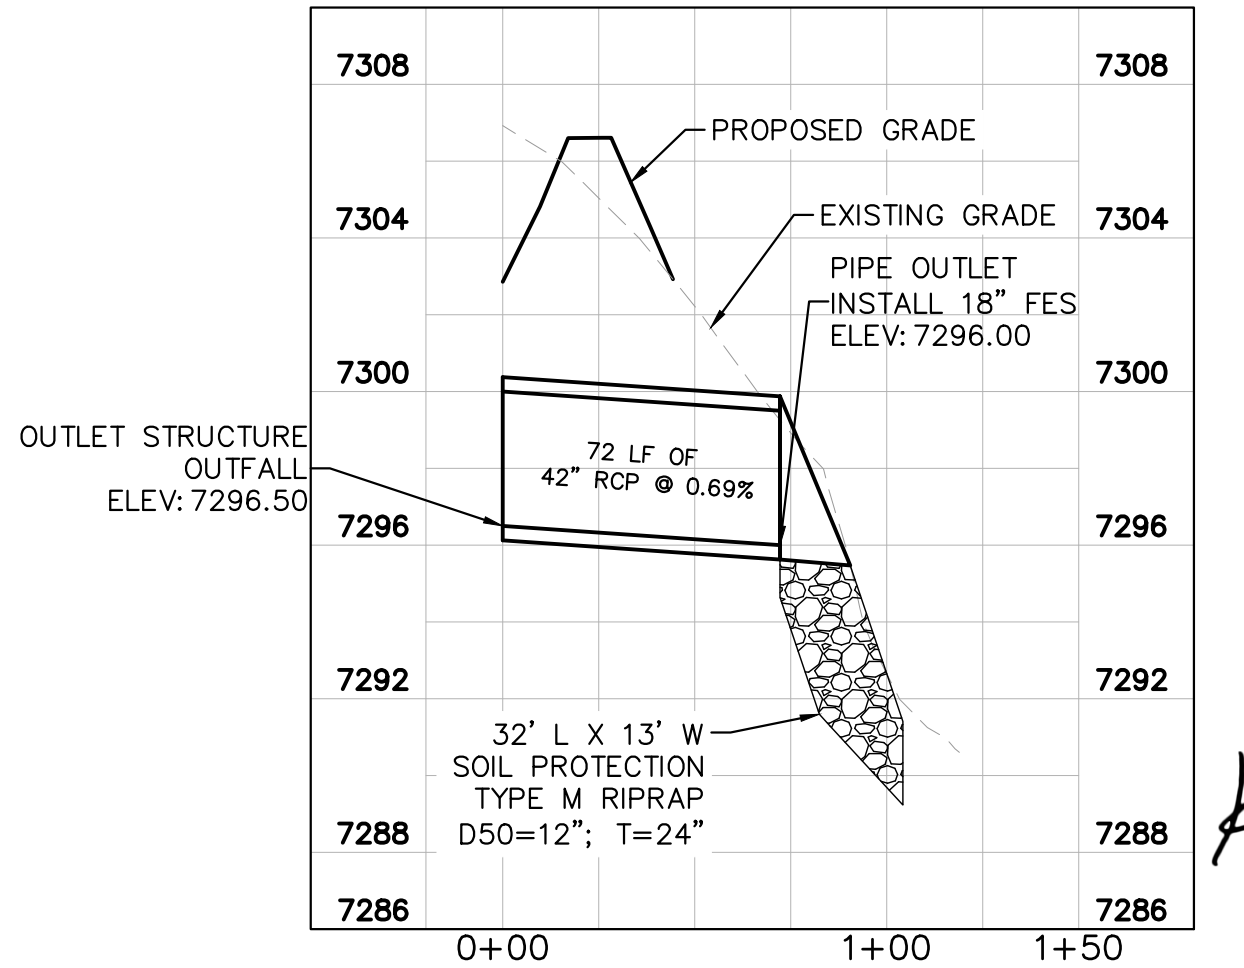 7308
7308
PROPOSED GRADE
7304
EXISTING GRADE
7304
PIPE OUTLET
INSTALL 18" FES
ELEV: 7296.00
7300
7300
OUTLET STRUCTURE
OUTFALL
ELEV: 7296.50
72 LF OF
42" RCP @ 0.69%
7296
7296
7292
7292
32' L X 13' W
SOIL PROTECTION
TYPE M RIPRAP
D50=12"; T=24"
7288
7288
7286
7286
0+00
1+00
1+50